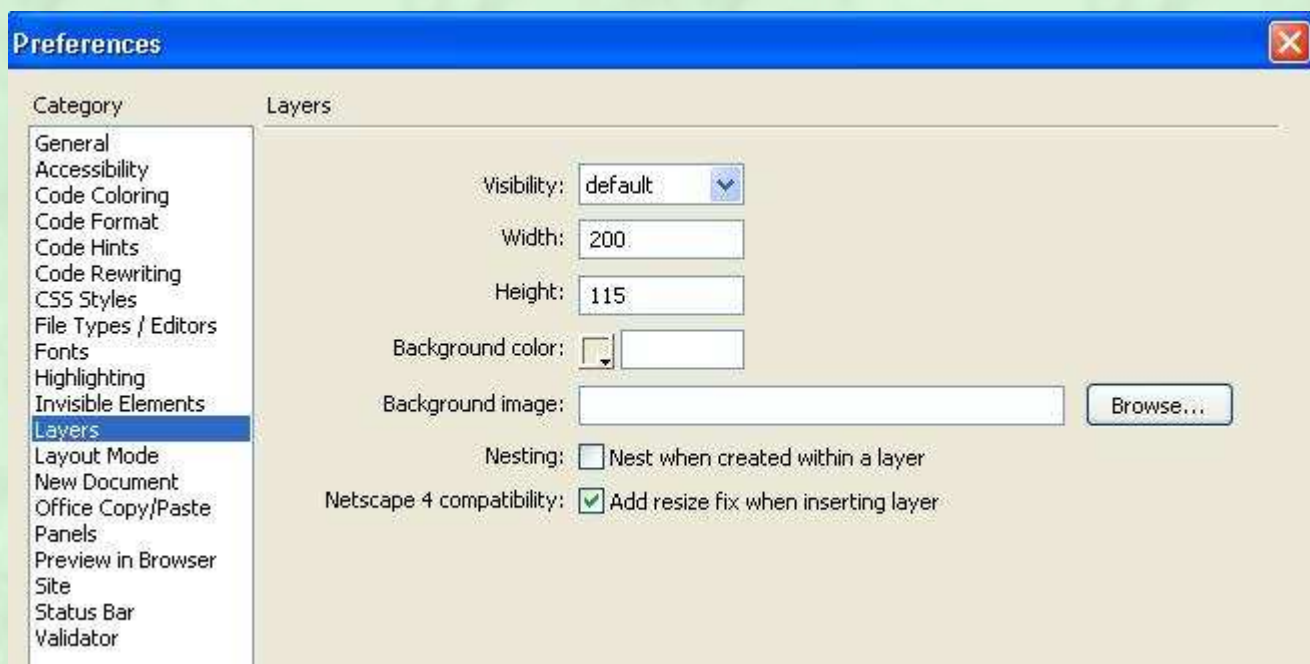 Preferences
Category
General
Accessibility
Code Coloring
Code Format
Code Hints
Code Rewriting
CSS Styles
File Types / Editors
Fonts
Highlighting
Invisible Elements
Layers
Layout Mode
New Document
Office Copy/Paste
Panels
Preview in Browser
Site
Status Bar
Validator
Layers
Visibility: default
Width: 200
Height: 115
Background color:
Background image: Browse...
Nesting: Nest when created within a layer
Netscape 4 compatibility: Add resize fix when inserting layer